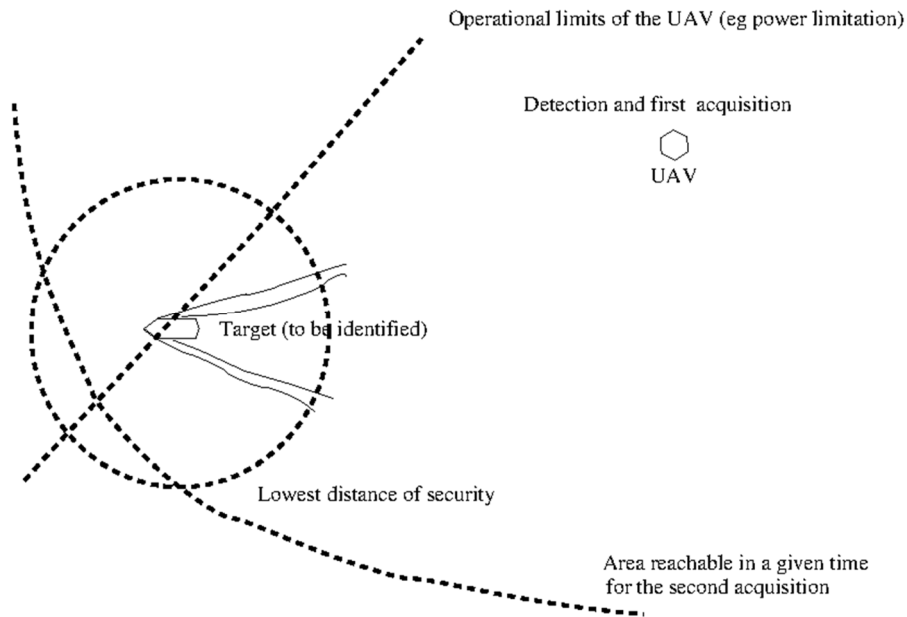 Operational limits of the UAV (eg power limitation)
Detection and first acquisition
UAV
Target (to be identified)
Lowest distance of security
Area reachable in a given time
for the second acquisition